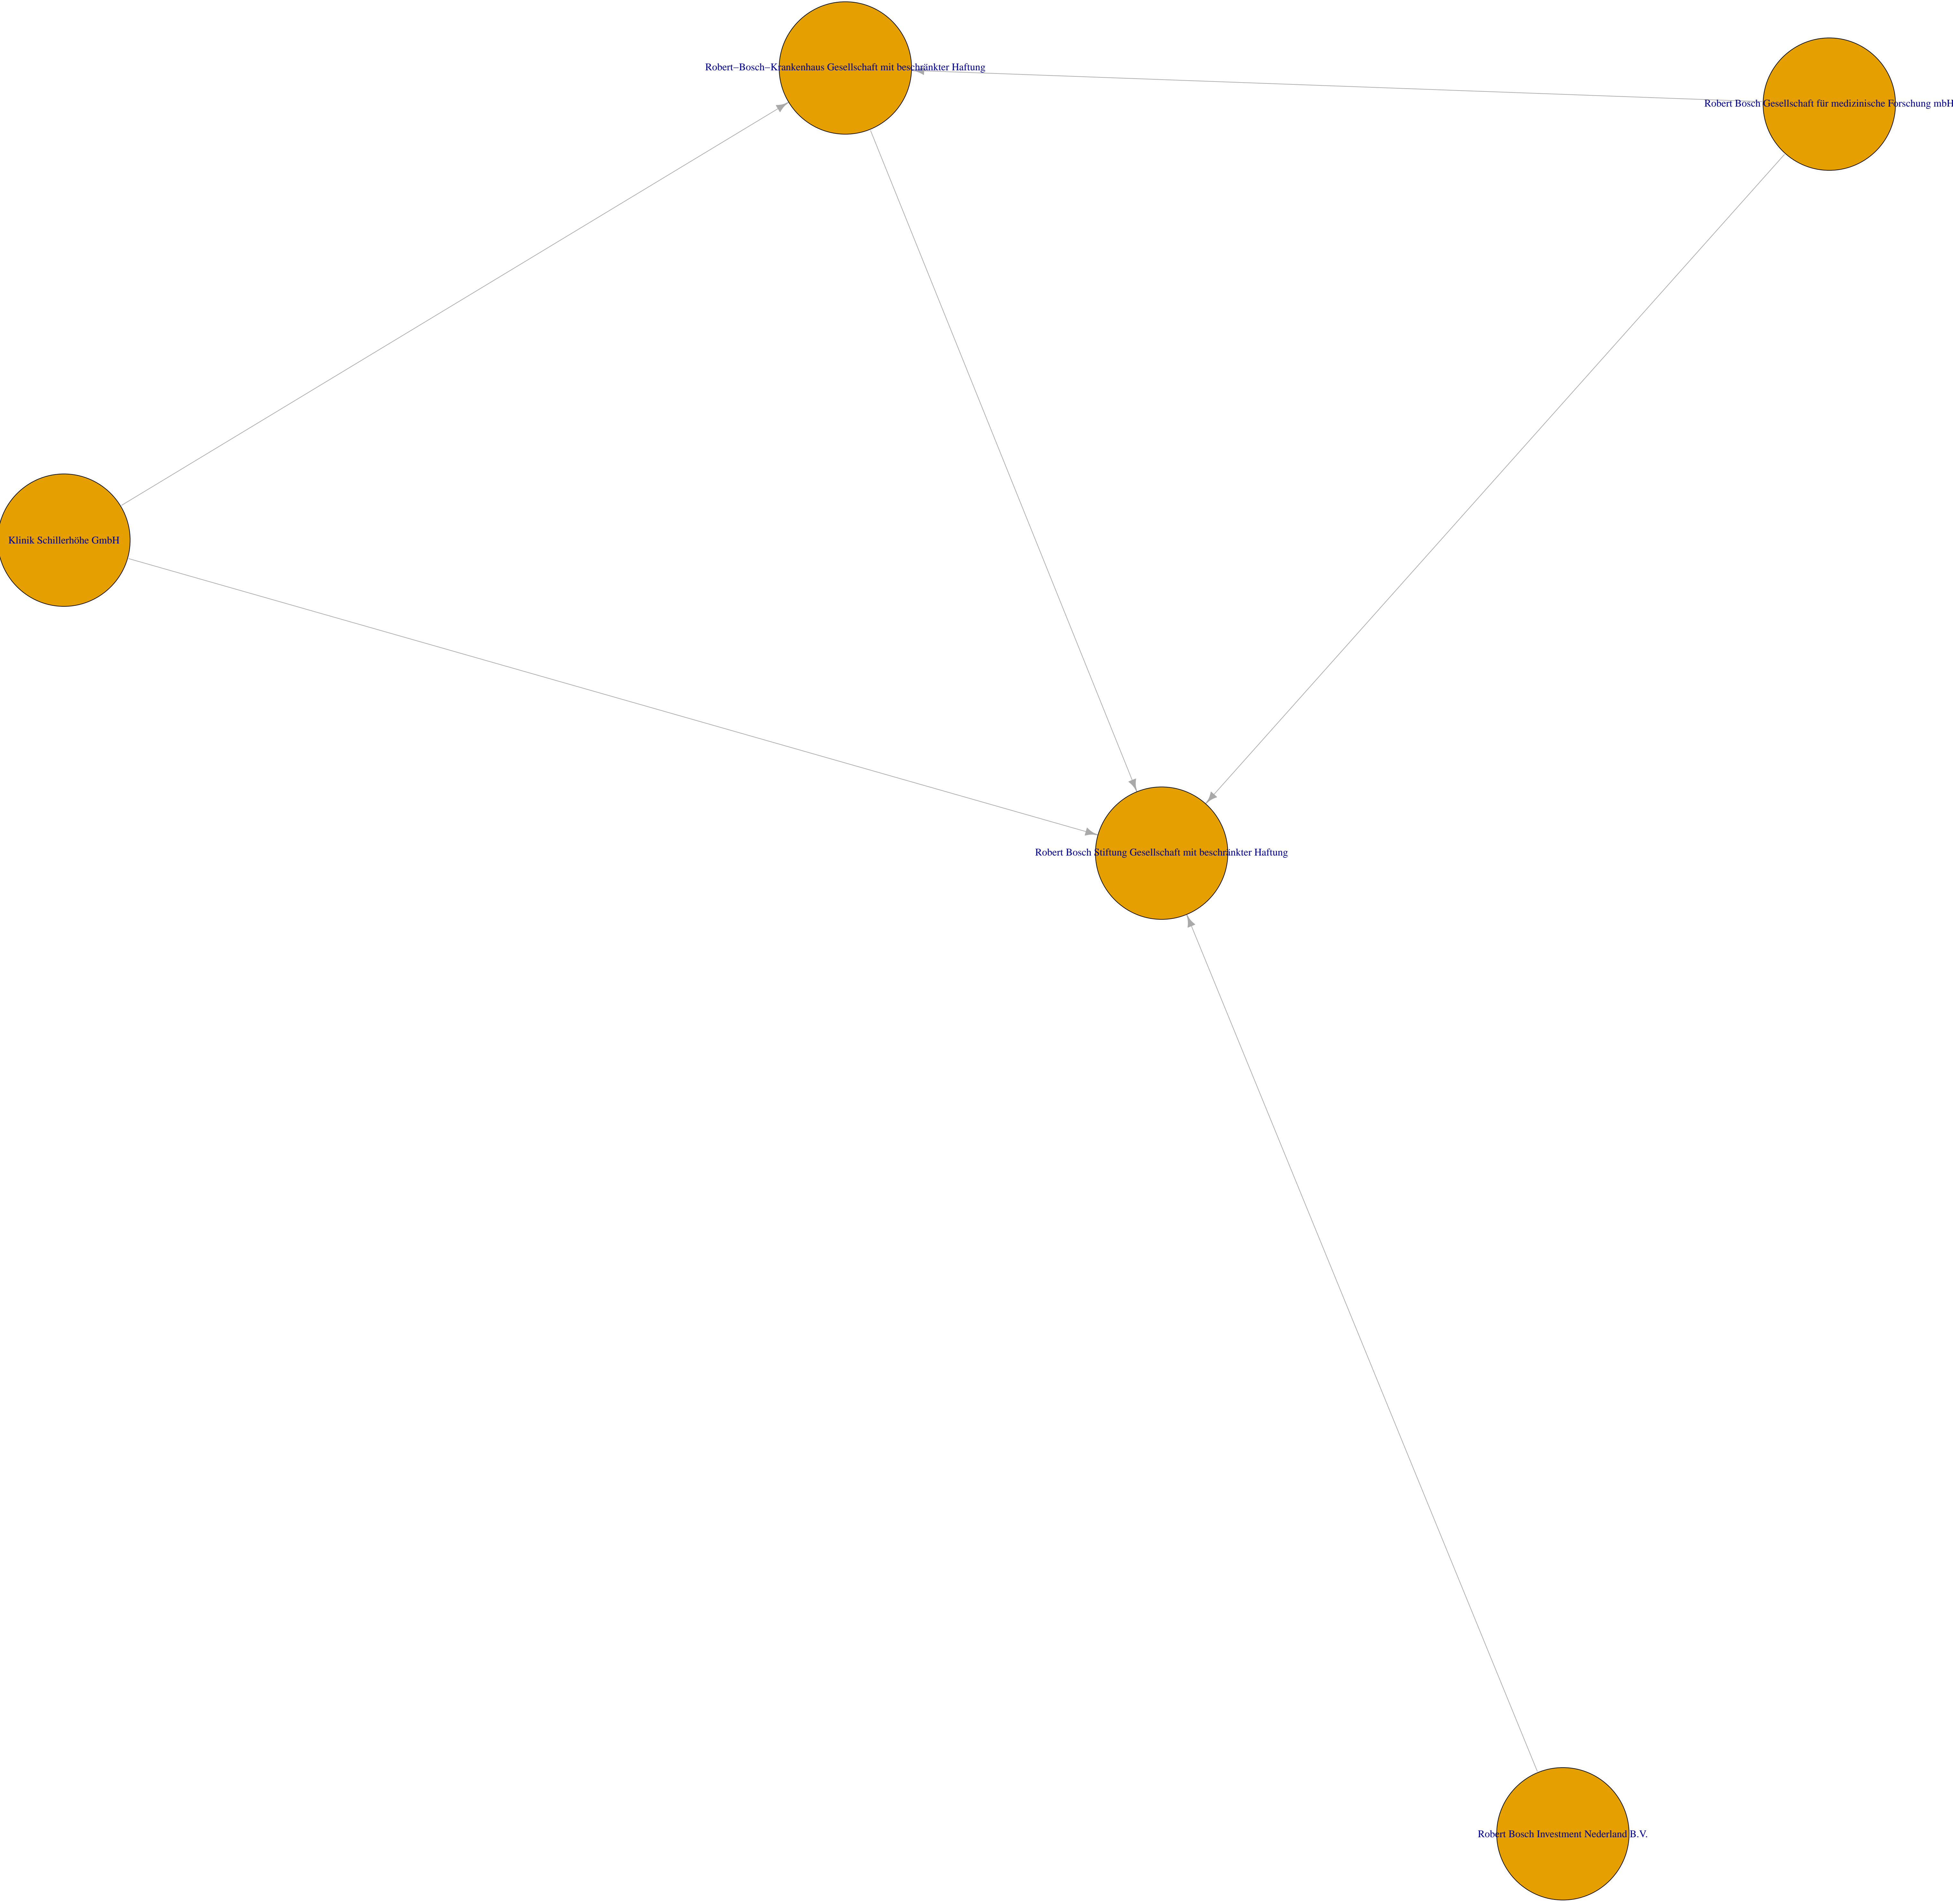 Robert−Bosch−Krankenhaus Gesellschaft mit beschränkter Haftung
Robert Bosch Gesellschaft für medizinische Forschung mbH
Klinik Schillerhöhe GmbH
Robert Bosch Stiftung Gesellschaft mit beschränkter Haftung
Robert Bosch Investment Nederland B.V.